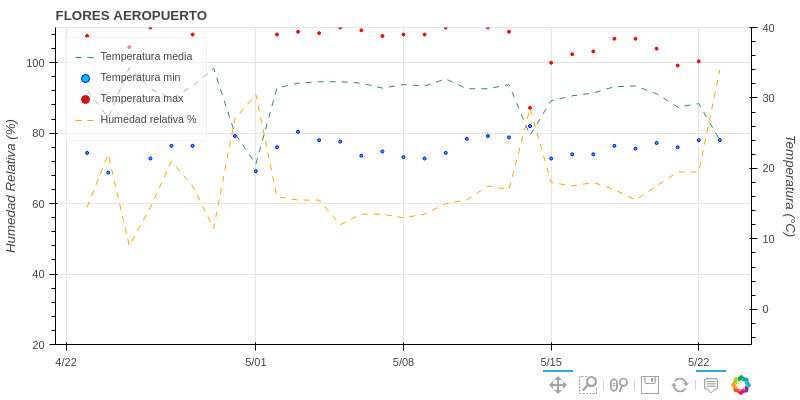 FLORES AEROPUERTO
Temperatura media
Temperatura min
Temperatura max
Humedad relativa %
Humedad Relativa (%)
100
80
60
40
20
Temperatura (°C)
40
30
20
10
0
4/22
5/01
5/08
5/15
5/22